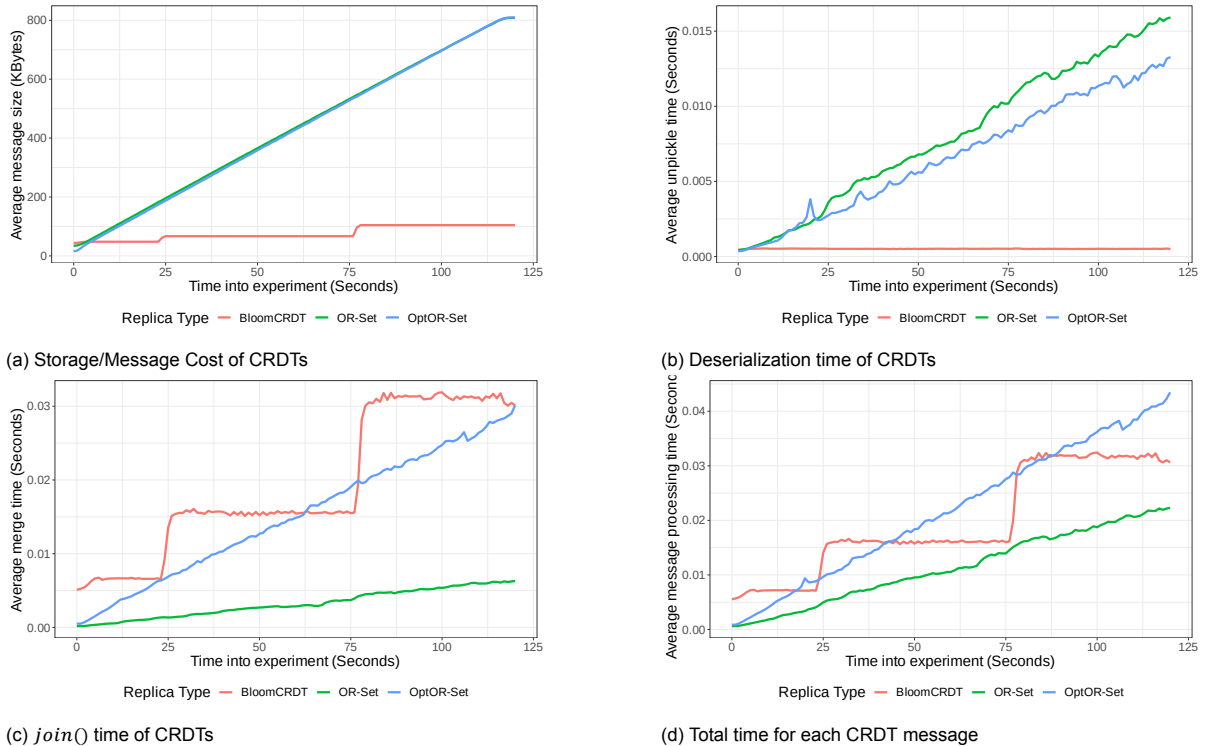 Average message size (KBytes)
800
600
400
200
0
0 25 50 75 100 125
Time into experiment (Seconds)
Replica Type BloomCRDT OR-Set OptOR-Set
(a) Storage/Message Cost of CRDTs
Average unpickle time (Seconds)
0.015
0.010
0.005
0.000
0 25 50 75 100 125
Time into experiment (Seconds)
Replica Type BloomCRDT OR-Set OptOR-Set
(b) Deserialization time of CRDTs
Average merge time (Seconds)
0.03
0.02
0.01
0.00
0 25 50 75 100 125
Time into experiment (Seconds)
Replica Type BloomCRDT OR-Set OptOR-Set
(c) join() time of CRDTs
Average message processing time (Second
0.04
0.03
0.02
0.01
0.00
0 25 50 75 100 125
Time into experiment (Seconds)
Replica Type BloomCRDT OR-Set OptOR-Set
(d) Total time for each CRDT message